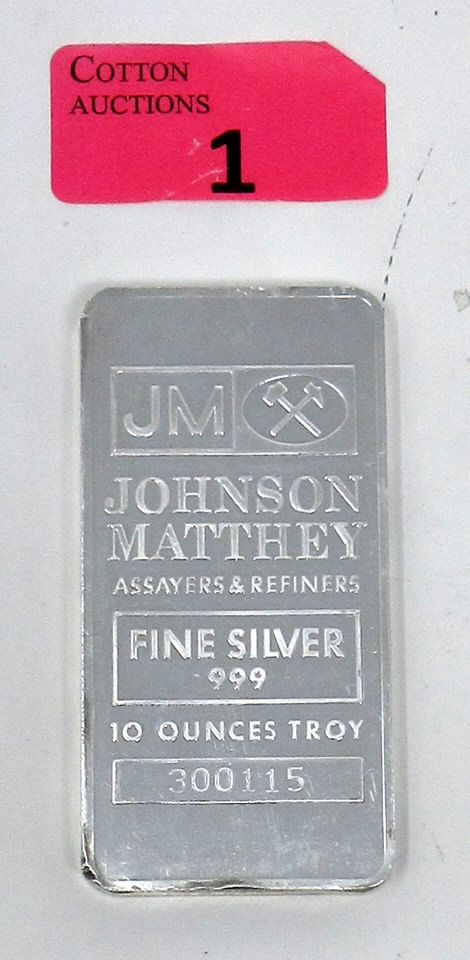 COTTON
AUCTIONS
1
JM
JOHNSON
MATTHEY
ASSAYERS & REFINERS
FINE SILVER
999
10 OUNCES TROY
300115